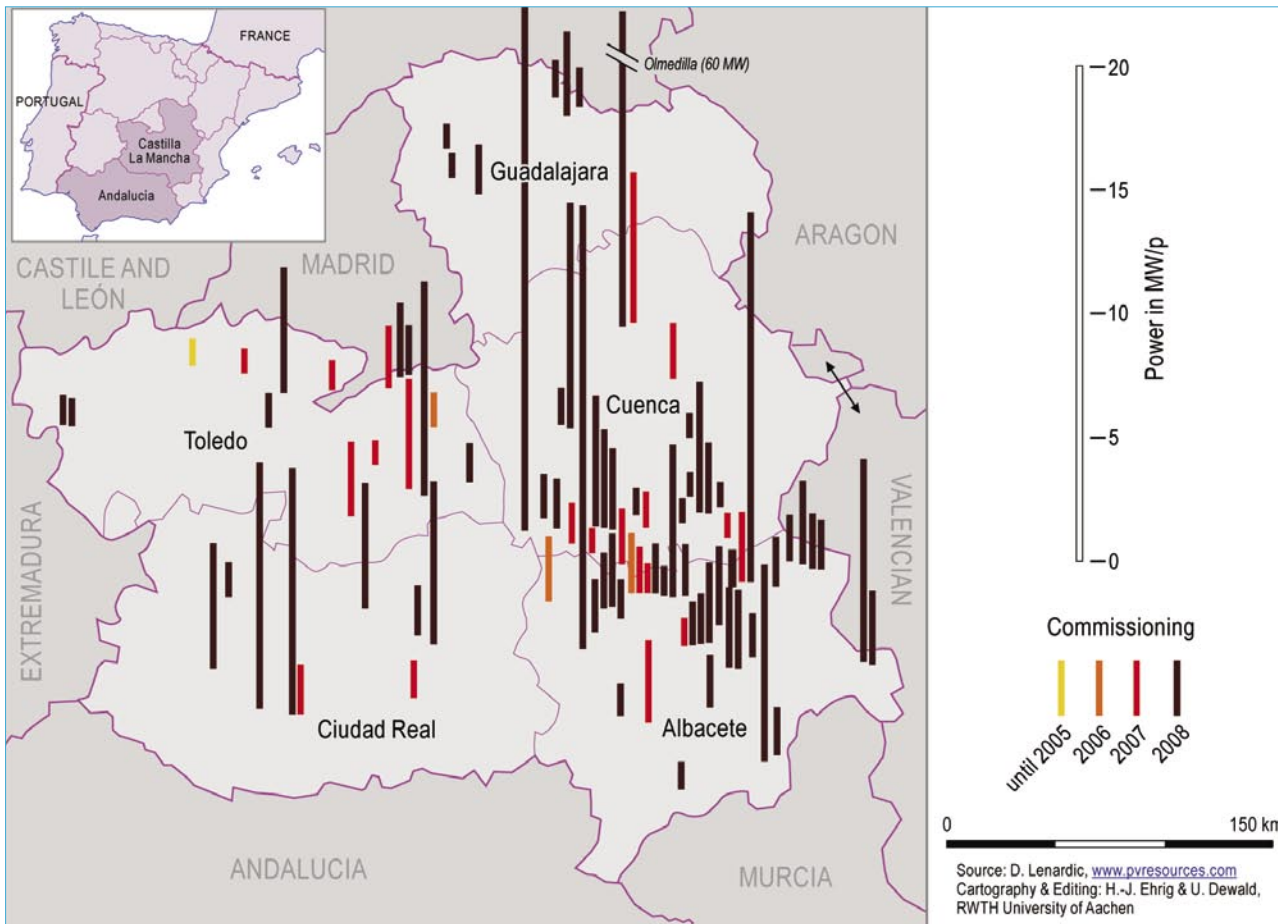 FRANCE
PORTUGAL
Castilla
La Mancha
Andalucia
Olmedilla (60 MW)
Guadalajara
CASTILE AND
LEÓN
MADRID
ARAGON
Toledo
Cuenca
EXTREMADURA
VALENCIAN
Ciudad Real
Albacete
ANDALUCIA
MURCIA
20
15
10
5
0
Power in MW/p
Commissioning
until 2005
2006
2007
2008
0 150 km
Source: D. Lenardic, www.pvresources.com
Cartography & Editing: H.-J. Ehrig & U. Dewald,
RWTH University of Aachen